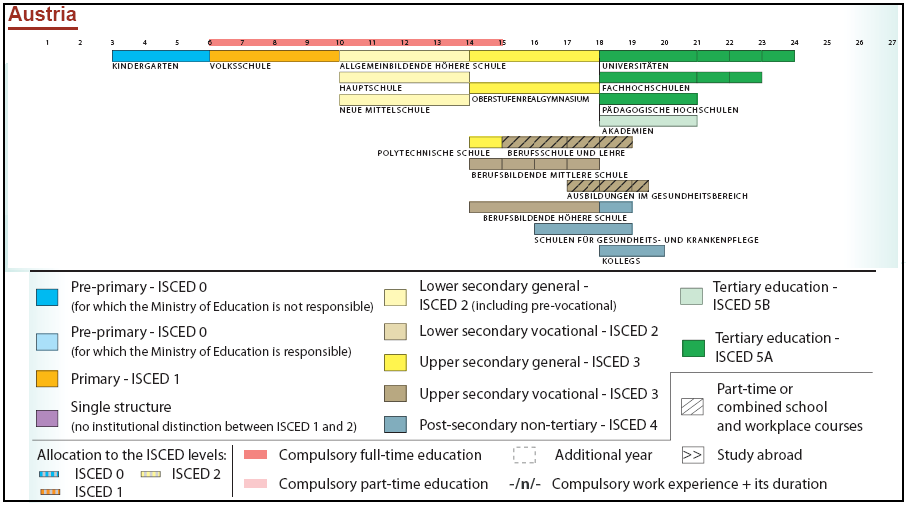 Austria
1 2 3 4 5 6 7 8 9 10 11 12 13 14 15 16 17 18 19 20 21 22 23 24 25 26 27
KINDERGARTEN VOLKSSCHULE ALLGEMEINBILDENDE HÖHERE SCHULE UNIVERSITÄTEN
HAUPTSCHULE FACHHOCHSCHULEN
OBERSTUFENREALGYMNASIUM
NEUE MITTELSCHULE PÄDAGOGISCHE HOCHSCHULEN
AKADEMIEN
POLYTECHNISCHE SCHULE BERUFSSCHULE UND LEHRE
BERUFSBILDENDE MITTLERE SCHULE
AUSBILDUNGEN IM GESUNDHEITSBEREICH
BERUFSBILDENDE HÖHERE SCHULE
SCHULEN FÜR GESUNDHEITS- UND KRANKENPFLEGE
KOLLEGS
Pre-primary - ISCED 0
(for which the Ministry of Education is not responsible)
Pre-primary - ISCED 0
(for which the Ministry of Education is responsible)
Primary - ISCED 1
Single structure
(no institutional distinction between ISCED 1 and 2)
Lower secondary general -
ISCED 2 (including pre-vocational)
Lower secondary vocational - ISCED 2
Upper secondary general - ISCED 3
Upper secondary vocational - ISCED 3
Post-secondary non-tertiary - ISCED 4
Tertiary education -
ISCED 5B
Tertiary education -
ISCED 5A
Part-time or
combined school
and workplace courses
Allocation to the ISCED levels:
ISCED 0 ISCED 2
ISCED 1
Compulsory full-time education
Additional year
>> Study abroad
Compulsory part-time education
-/n/- Compulsory work experience + its duration